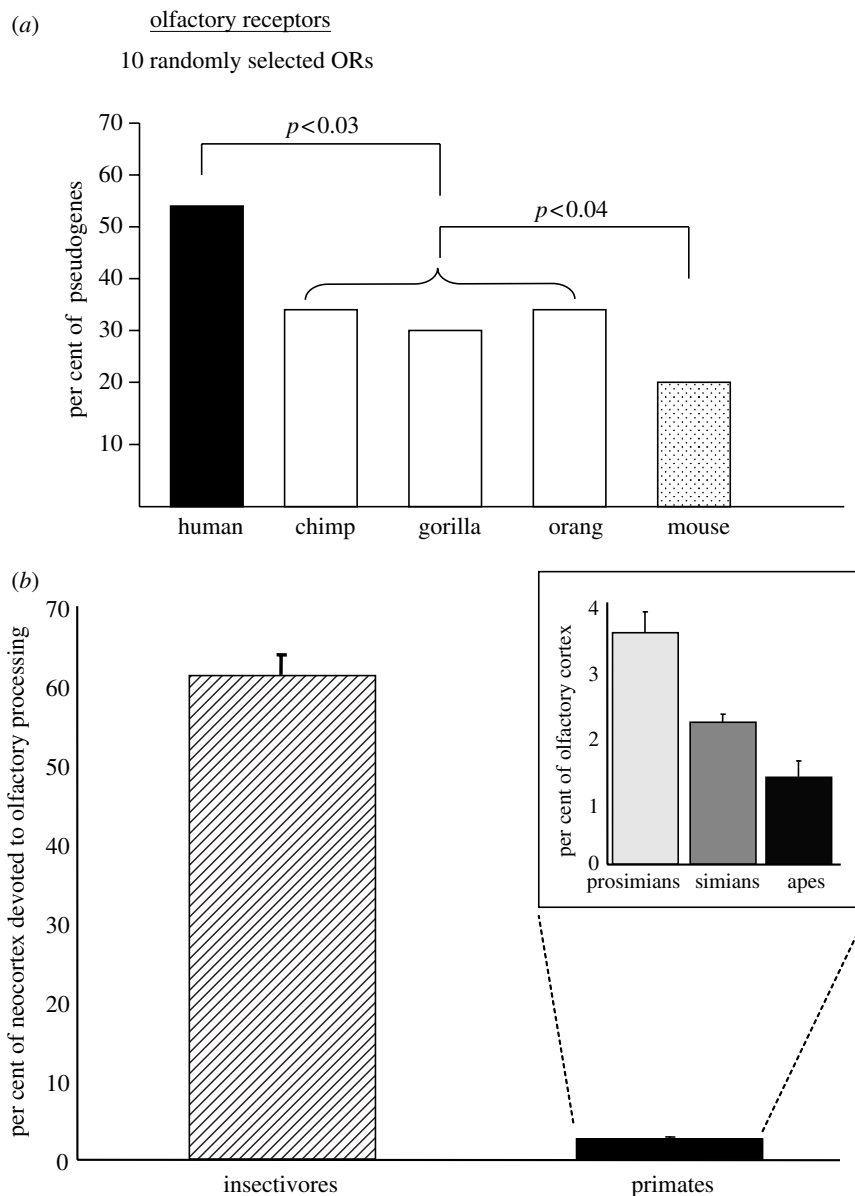 (a)
olfactory receptors
10 randomly selected ORs
per cent of pseudogenes
70
60
50
40
30
20
10
p<0.03
p<0.04
human chimp gorilla orang mouse
(b)
per cent of neocortex devoted to olfactory processing
70
60
50
40
30
20
10
0
insectivores primates
per cent of olfactory cortex
4
3
2
1
0
prosimians simians apes